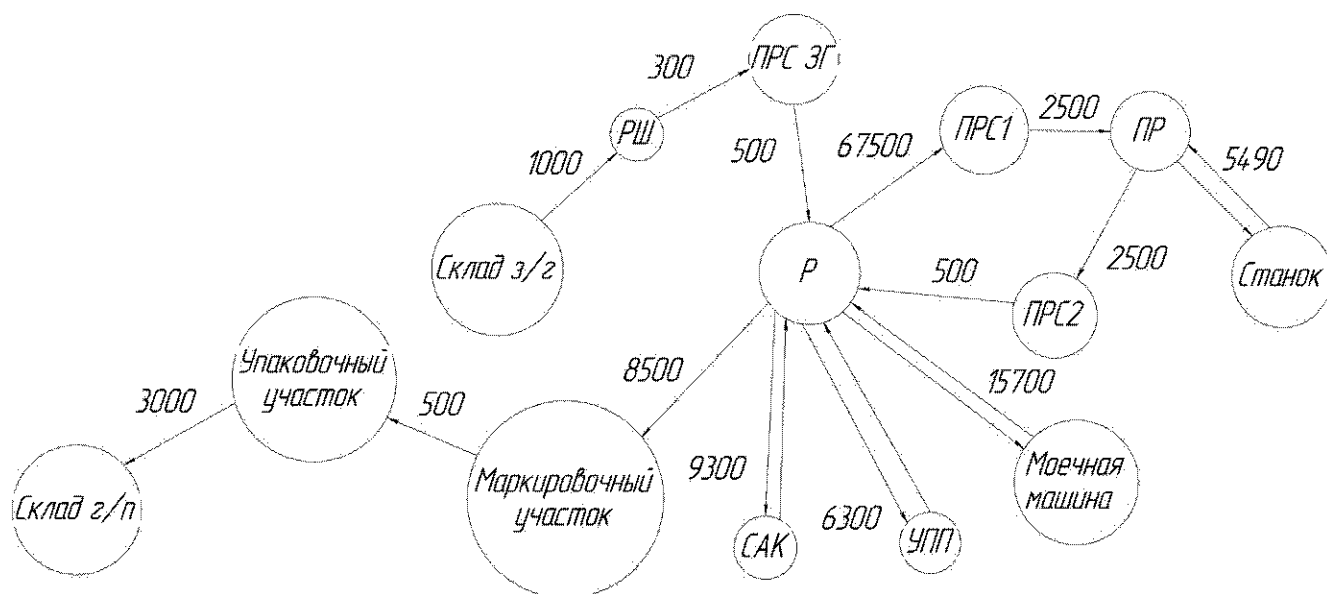 ПРС ЗГ
300
РШ
ПРС1
2500
ПР
1000
500
67500
5490
Склад з/г
Р
500
2500
Станок
ПРС2
Упаковочный
участок
3000
500
8500
15700
Склад г/п
Маркировочный
участок
9300
6300
Моечная
машина
САК
УПП